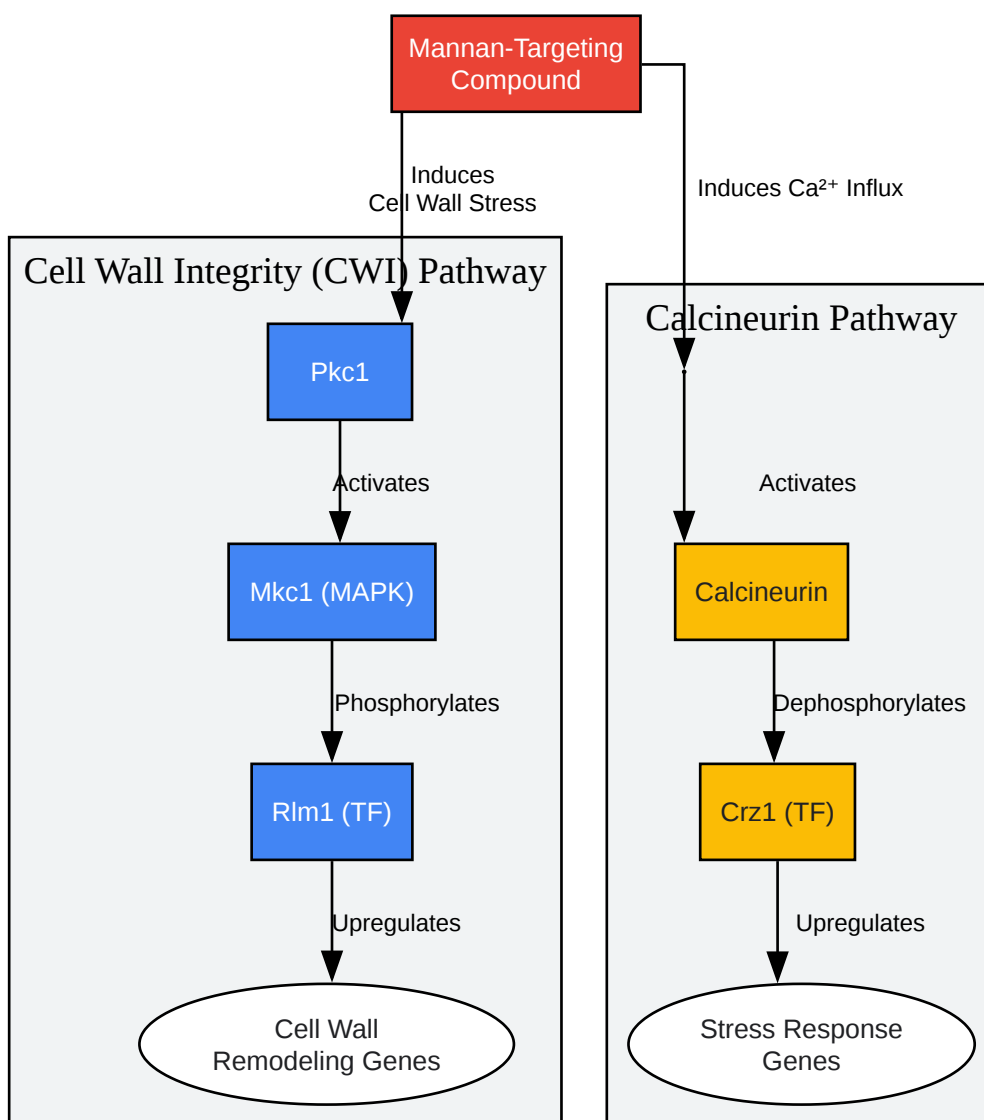 Mannan-Targeting
Compound
Induces
Cell Wall Stress
Induces Ca²⁺ Influx
Cell Wall Integrity (CWI) Pathway
Calcineurin Pathway
Pkc1
Activates
Activates
Mkc1 (MAPK)
Calcineurin
Phosphorylates
Dephosphorylates
Rlm1 (TF)
Crz1 (TF)
Upregulates
Upregulates
Cell Wall
Remodeling Genes
Stress Response
Genes